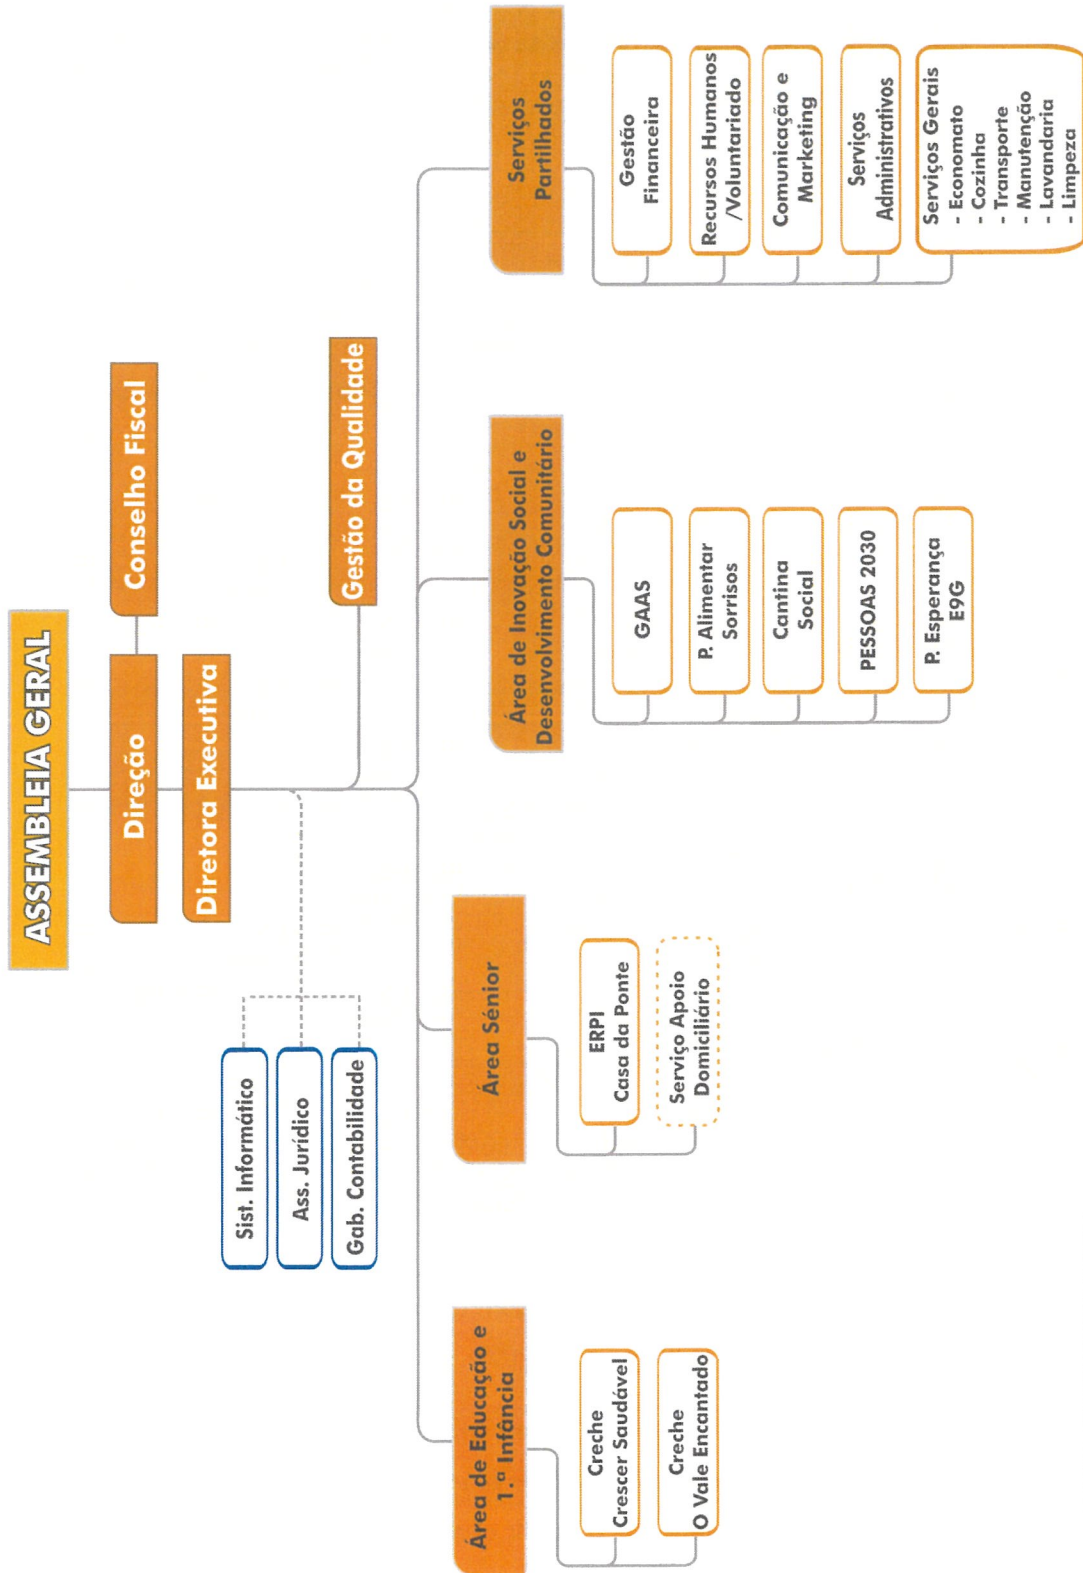 ASSEMBLEIA GERAL
Direção
Conselho Fiscal
Diretora Executiva
Sist. Informático
Ass. Jurídico
Gab. Contabilidade
Gestão da Qualidade
Área de Educação e
1.ª Infância
Creche
Crescer Saudável
Creche
O Vale Encantado
Área Sénior
ERPI
Casa da Ponte
Serviço Apoio
Domiciliário
Área de Inovação Social e
Desenvolvimento Comunitário
GAAS
P. Alimentar
Sorrisos
Cantina
Social
PESSOAS 2030
P. Esperança
E9G
Serviços
Partilhados
Gestão
Financeira
Recursos Humanos
/Voluntariado
Comunicação e
Marketing
Serviços
Administrativos
Serviços Gerais
- Economato
- Cozinha
- Transporte
- Manutenção
- Lavandaria
- Limpeza